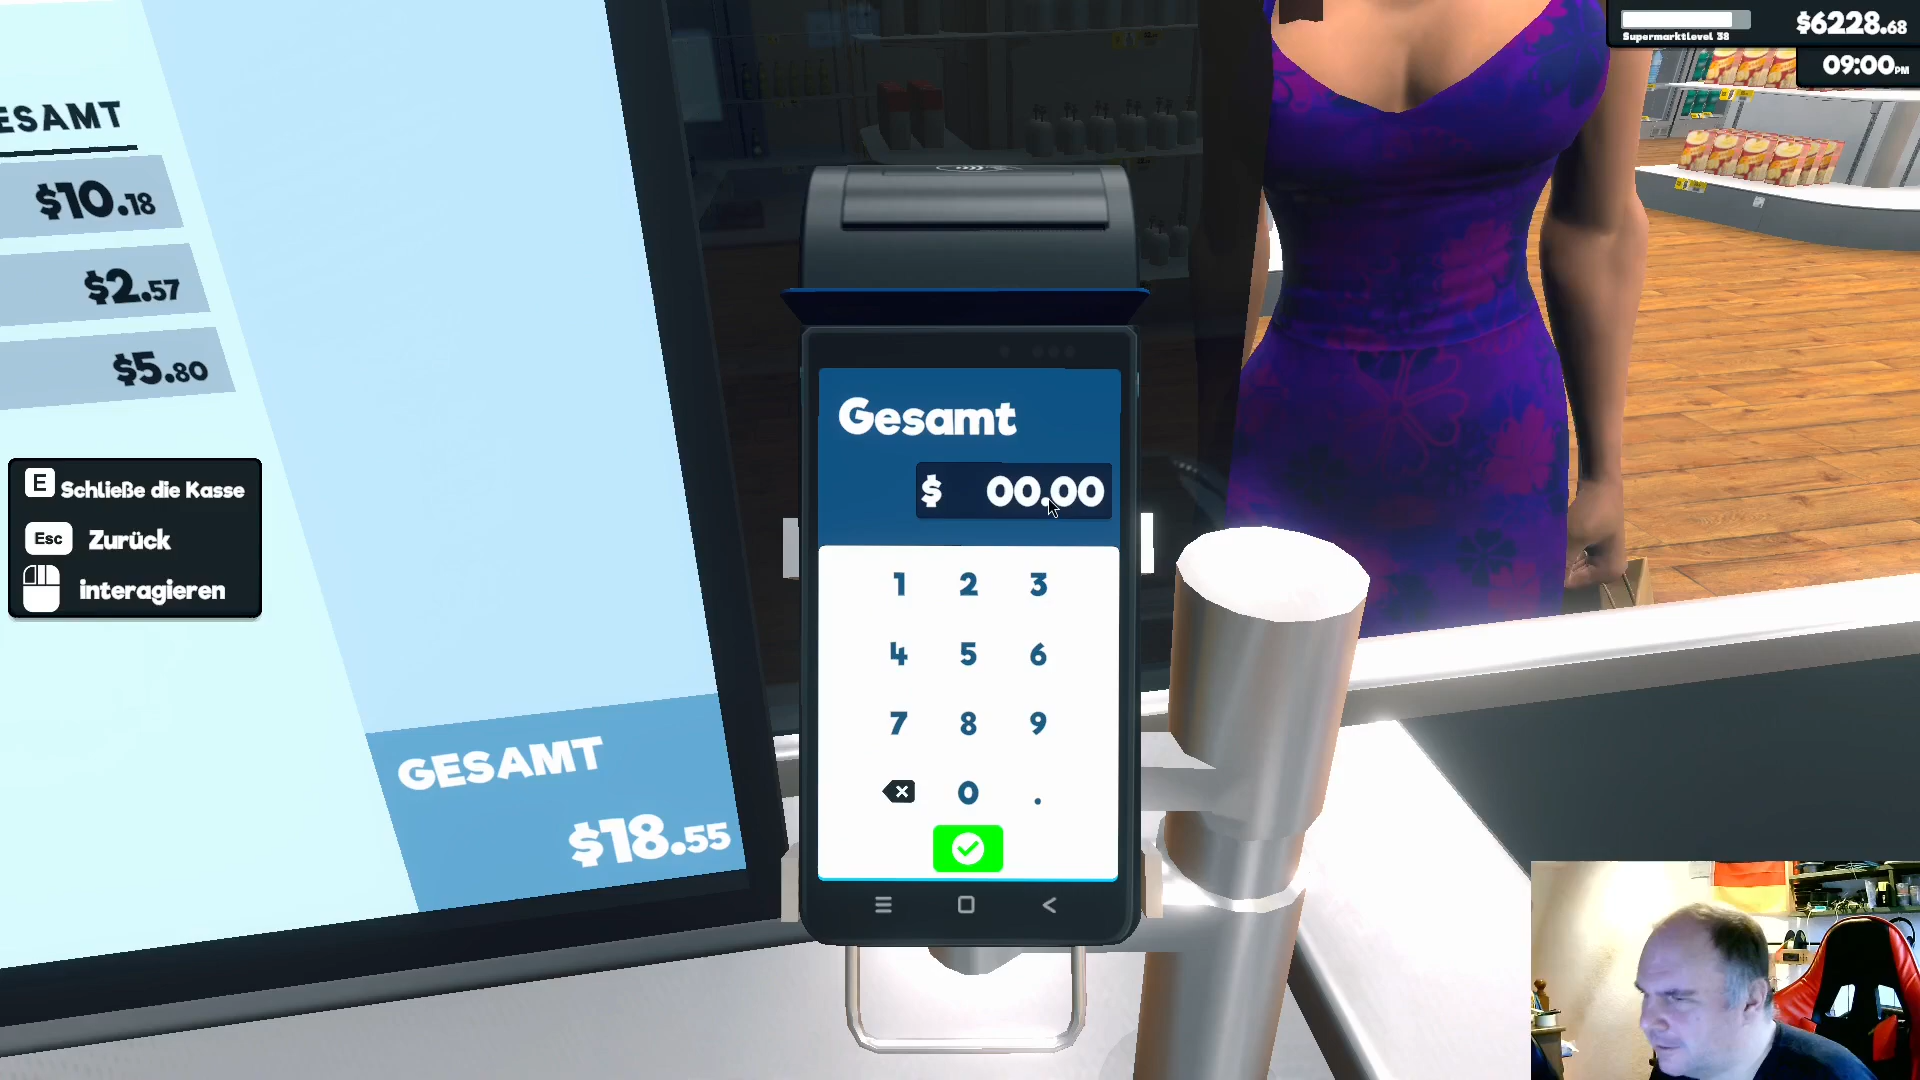 ESAMT
$10.18
$2.57
$5.80
E Schließe die Kasse
Esc Zurück
interagieren
GESAMT
$18.55
Gesamt
$ 00.00
1 2 3
4 5 6
7 8 9
0 .
Supermarktlevel 38
$6228.68
09:00PM